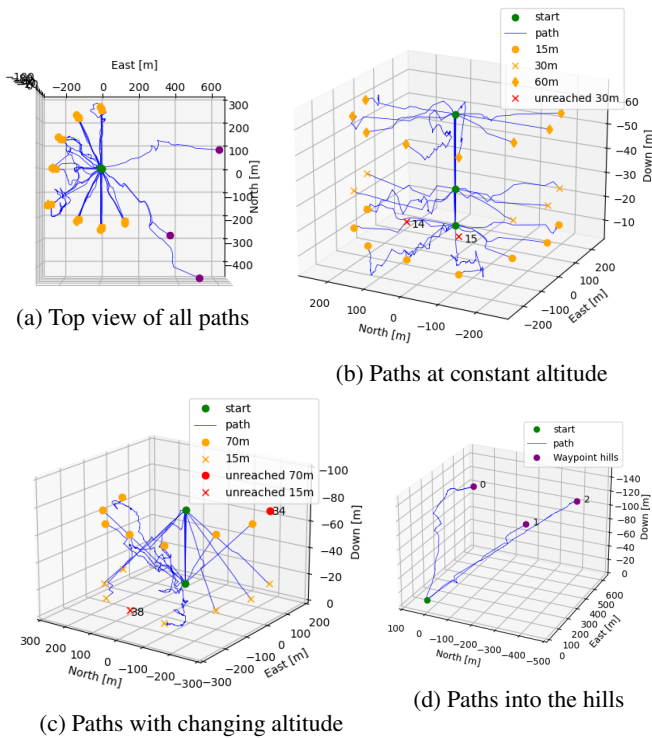 East [m]
−200 0 200 400 600
300
200
100
0
−100
−200
−300
−400
North [m]
(a) Top view of all paths
start
path
15m
30m
60m
unreached 30m
−60
−50
−40
−30
−20
−10
Down [m]
14
15
200 100 0 −100 −200
North [m]
−200 −100 0 100 200
East [m]
(b) Paths at constant altitude
start
path
70m
15m
unreached 70m
unreached 15m
34
38
−100
−80
−60
−40
−20
0
Down [m]
300 200 100 0 −100 −200 −300
North [m]
−300 −200 −100 0 100 200
East [m]
(c) Paths with changing altitude
start
path
Waypoint hills
0
1
2
−140
−120
−100
−80
−60
−40
−20
0
Down [m]
100 0 −100 −200 −300 −400 −500
North [m]
0 100 200 300 400 500 600
East [m]
(d) Paths into the hills